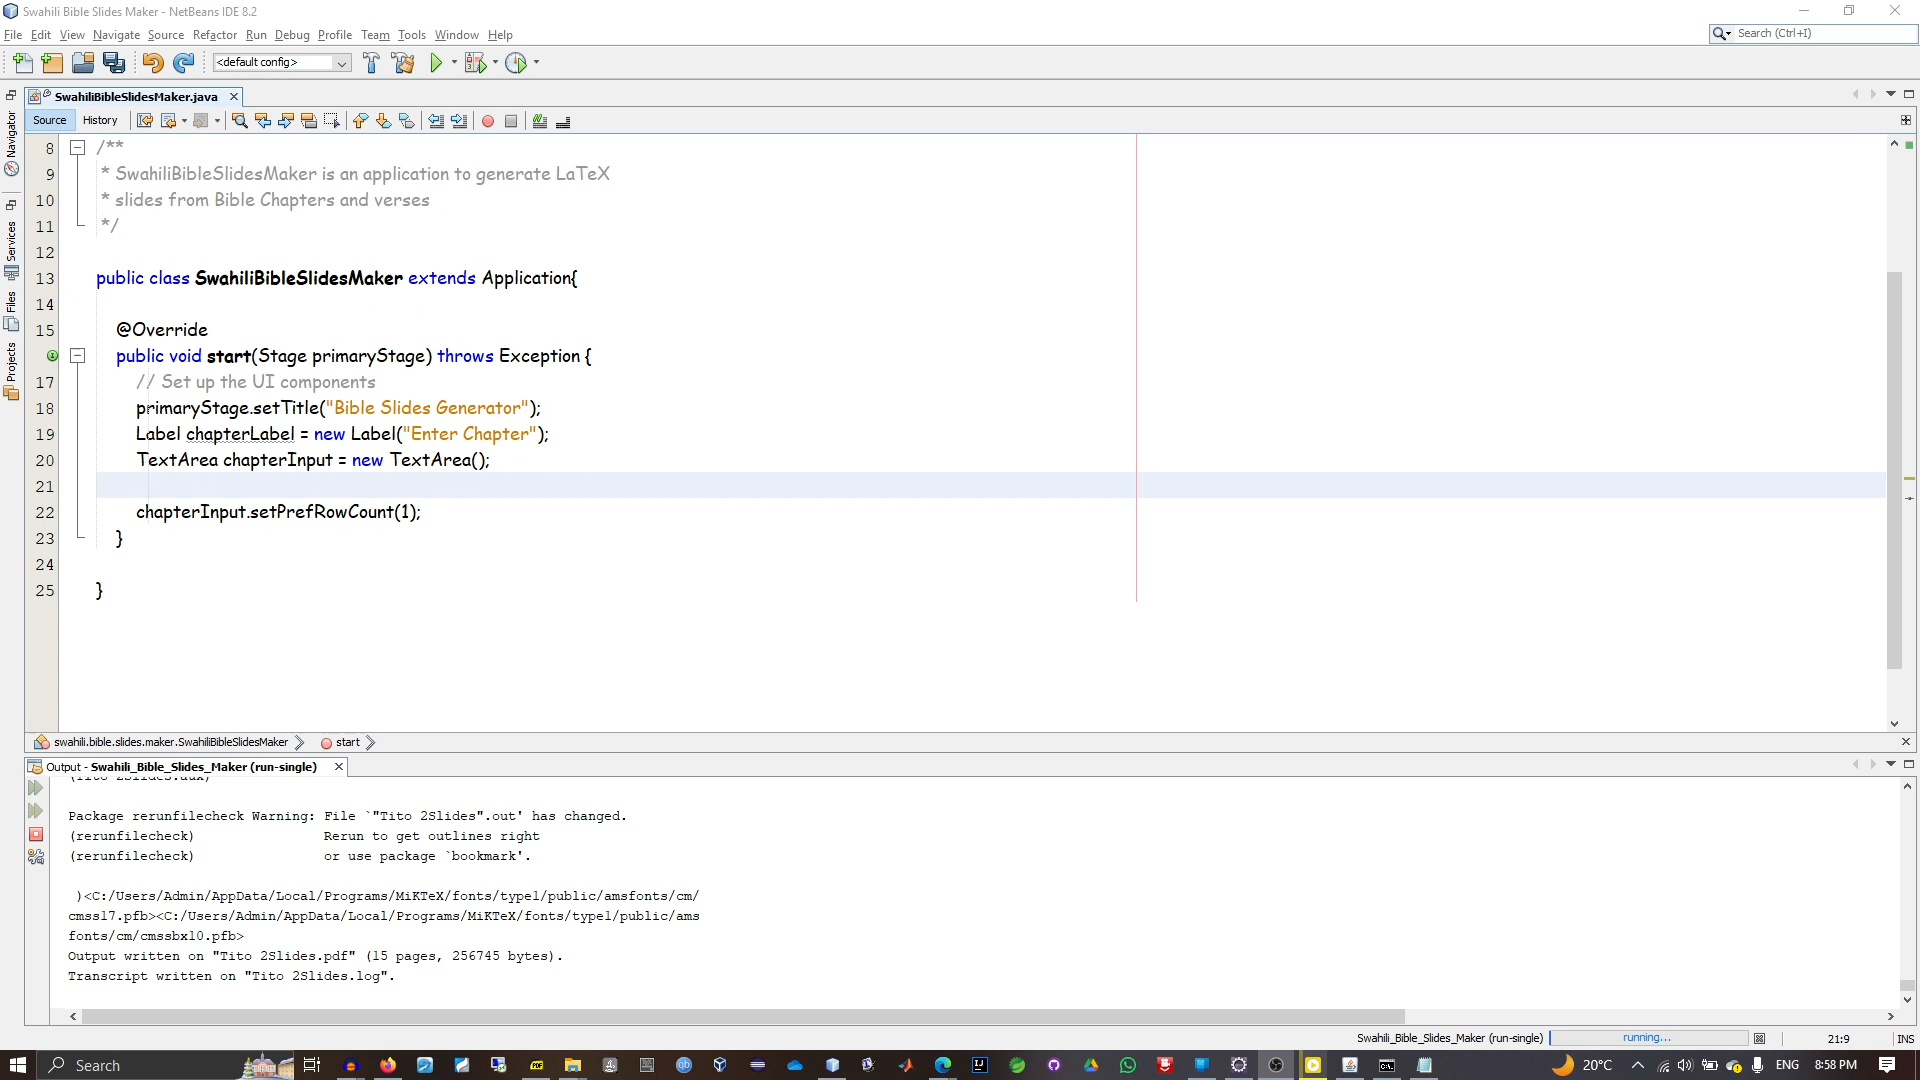 Swahili Bible Slides Maker - NetBeans IDE 8.2
File Edit View Navigate Source Refactor Run Debug Profile Team Tools Window Help
Search (Ctrl+I)
<default config>
SwahiliBibleSlidesMaker.java
Source History
Navigator
Services
Files
Projects
8 /**
9 * SwahiliBibleSlidesMaker is an application to generate LaTeX
10 * slides from Bible Chapters and verses
11 */
12
13 public class SwahiliBibleSlidesMaker extends Application{
14
15 @Override
public void start(Stage primaryStage) throws Exception {
17 // Set up the UI components
18 primaryStage.setTitle("Bible Slides Generator");
19 Label chapterLabel = new Label("Enter Chapter");
20 TextArea chapterInput = new TextArea();
21
22 chapterInput.setPrefRowCount(1);
23 }
24
25 }
swahili.bible.slides.maker.SwahiliBibleSlidesMaker start
Output - Swahili_Bible_Slides_Maker (run-single)
(Tito 2Slides.aux)
Package rerunfilecheck Warning: File `"Tito 2Slides".out' has changed.
(rerunfilecheck) Rerun to get outlines right
(rerunfilecheck) or use package `bookmark'.
)<C:/Users/Admin/AppData/Local/Programs/MiKTeX/fonts/type1/public/amsfonts/cm/
cmss17.pfb><C:/Users/Admin/AppData/Local/Programs/MiKTeX/fonts/type1/public/ams
fonts/cm/cmssbx10.pfb>
Output written on "Tito 2Slides.pdf" (15 pages, 256745 bytes).
Transcript written on "Tito 2Slides.log".
Swahili_Bible_Slides_Maker (run-single) running... 21:9 INS
Search 20°C ENG 8:58 PM